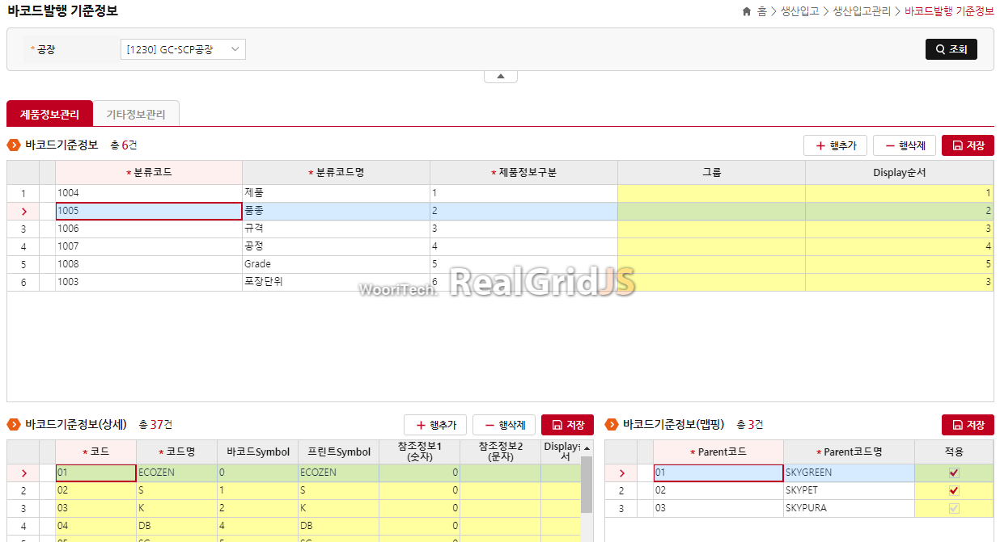 바코드발행 기준정보
홈 > 생산입고 > 생산입고관리 > 바코드발행 기준정보
* 공장 [1230] GC-SCP공장 조회
제품정보관리 기타정보관리
바코드기준정보 총 6건 행추가 행삭제 저장
* 분류코드 * 분류코드명 * 제품정보구분 그룹 Display순서
1 1004 제품 1 1
1005 품종 2 2
3 1006 규격 3 3
4 1007 공정 4 4
5 1008 Grade 5 5
6 1003 포장단위 6 3
WooriTech. RealGridJS
바코드기준정보(상세) 총 37건 행추가 행삭제 저장
* 코드 * 코드명 바코드Symbol 프린트Symbol 참조정보1 (숫자) 참조정보2 (문자) Display 서
01 ECOZEN 0 ECOZEN 0
2 02 S 1 S 0
3 03 K 2 K 0
4 04 DB 4 DB 0
바코드기준정보(맵핑) 총 3건 저장
* Parent코드 * Parent코드명 적용
01 SKYGREEN
2 02 SKYPET
3 03 SKYPURA